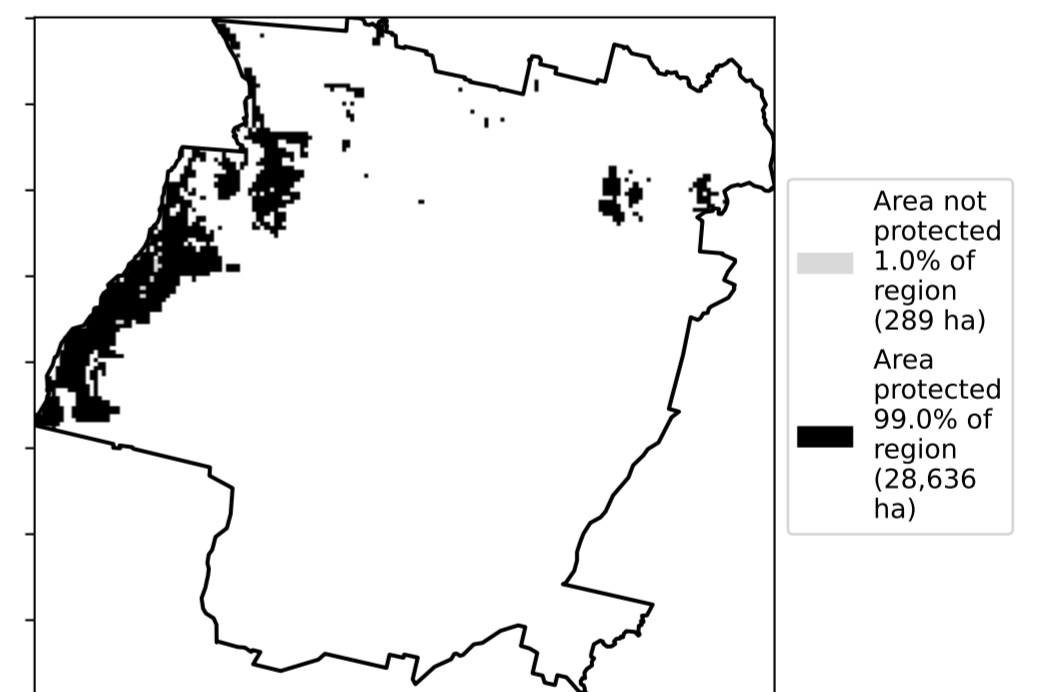 Area not
protected
1.0% of
region
(289 ha)
Area
protected
99.0% of
region
(28,636
ha)